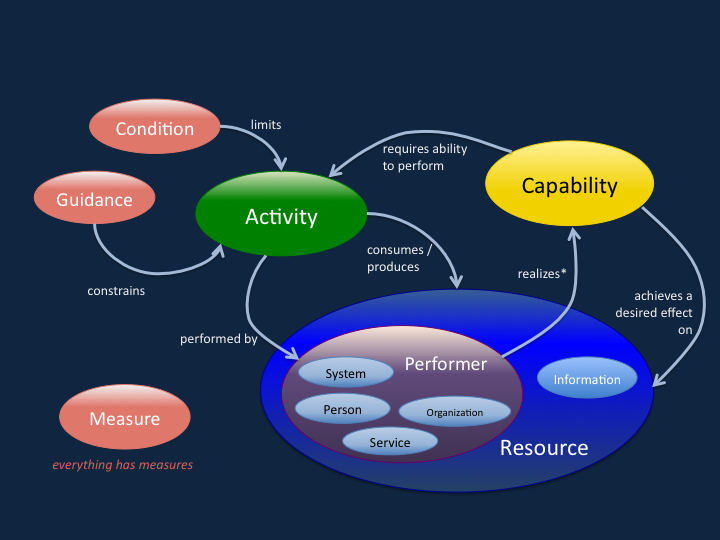 Condition
limits
requires ability
to perform
Capability
Guidance
Activity
consumes /
produces
realizes*
constrains
achieves a
desired effect
on
performed by
Performer
System
Information
Person
Organization
Measure
Service
Resource
everything has measures